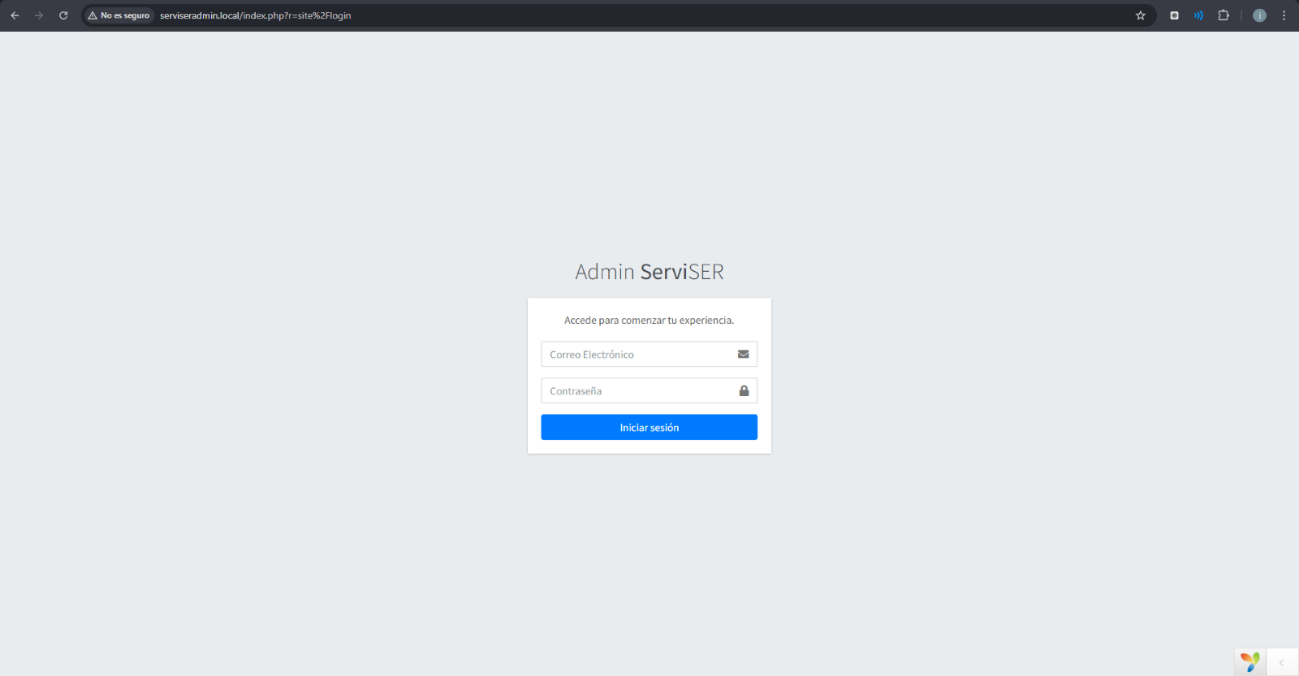 No es seguro serviseradmin.local/index.php?r=site%2Flogin
Admin ServiSER
Accede para comenzar tu experiencia.
Correo Electrónico
Contraseña
Iniciar sesión